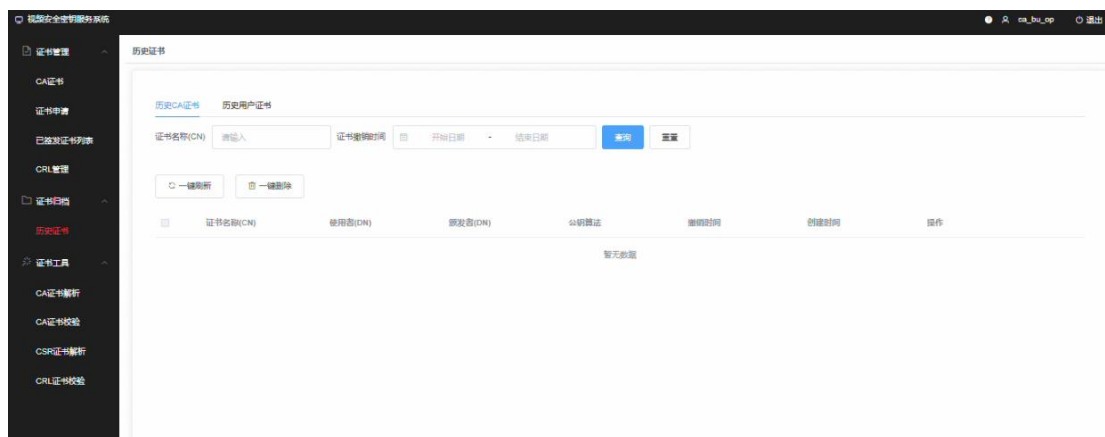 视频安全密钥服务系统
ca_bu_op 退出
证书管理
CA证书
证书申请
已签发证书列表
CRL管理
证书归档
历史证书
证书工具
CA证书解析
CA证书校验
CSR证书解析
CRL证书校验
历史证书
历史CA证书 历史用户证书
证书名称(CN) 请输入 证书撤销时间 开始日期 - 结束日期 查询 重置
一键刷新 一键删除
证书名称(CN) 使用者(DN) 颁发者(DN) 公钥算法 撤销时间 创建时间 操作
暂无数据